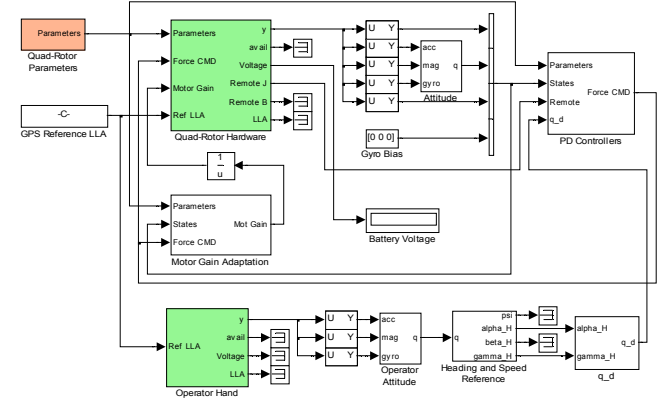 Parameters
Quad-Rotor
Parameters
-C-
GPS Reference LLA
Parameters
Force CMD
Motor Gain
Ref LLA
y
avail
Voltage
Remote J
Remote B
LLA
Quad-Rotor Hardware
U Y
U Y
U Y
U Y
U Y
acc
mag
gyro
q
Attitude
[0 0 0]
Gyro Bias
Parameters
States
Remote
q_d
Force CMD
PD Controllers
1
u
Parameters
States
Force CMD
Mot Gain
Motor Gain Adaptation
Battery Voltage
Ref LLA
y
avail
Voltage
LLA
Operator Hand
U Y
U Y
U Y
acc
mag
gyro
q
Operator
Attitude
q
psi
alpha_H
beta_H
gamma_H
Heading and Speed
Reference
alpha_H
gamma_H
q_d
q_d